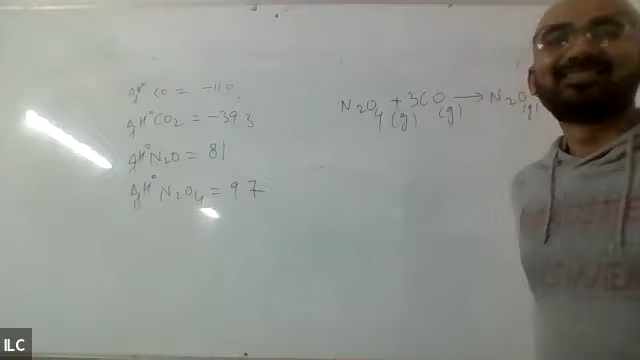 ΔfH° CO = -110
ΔfH° CO2 = -393
ΔfH° N2O = 81
ΔfH° N2O4 = 97
N2O4 (g) + 3CO (g) → N2O (g)
ILC